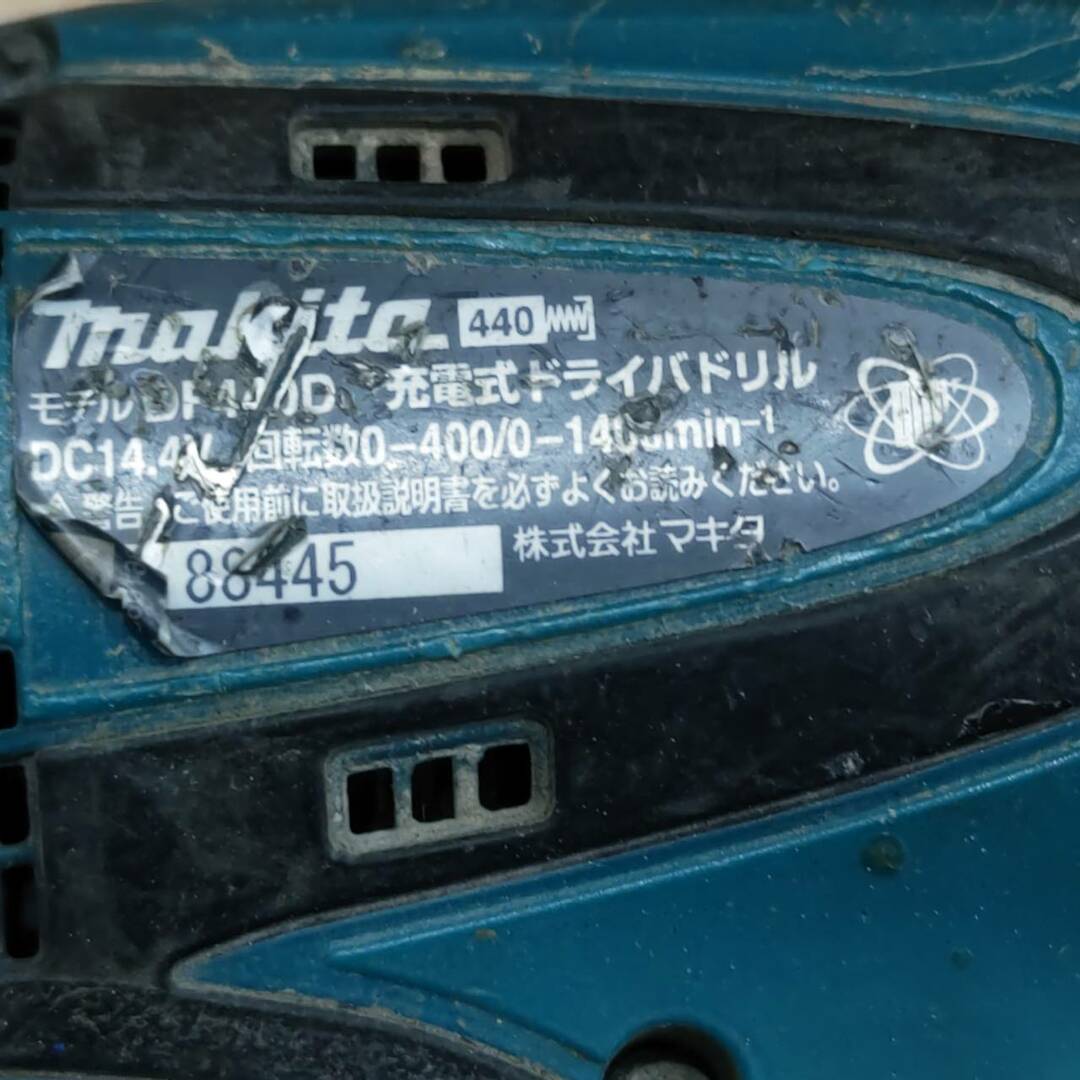 makita 440
モデル DF440D 充電式ドライバドリル
DC14.4V 回転数0-400/0-1400min-1
警告 ご使用前に取扱説明書を必ずよくお読みください。
88445 株式会社マキタ